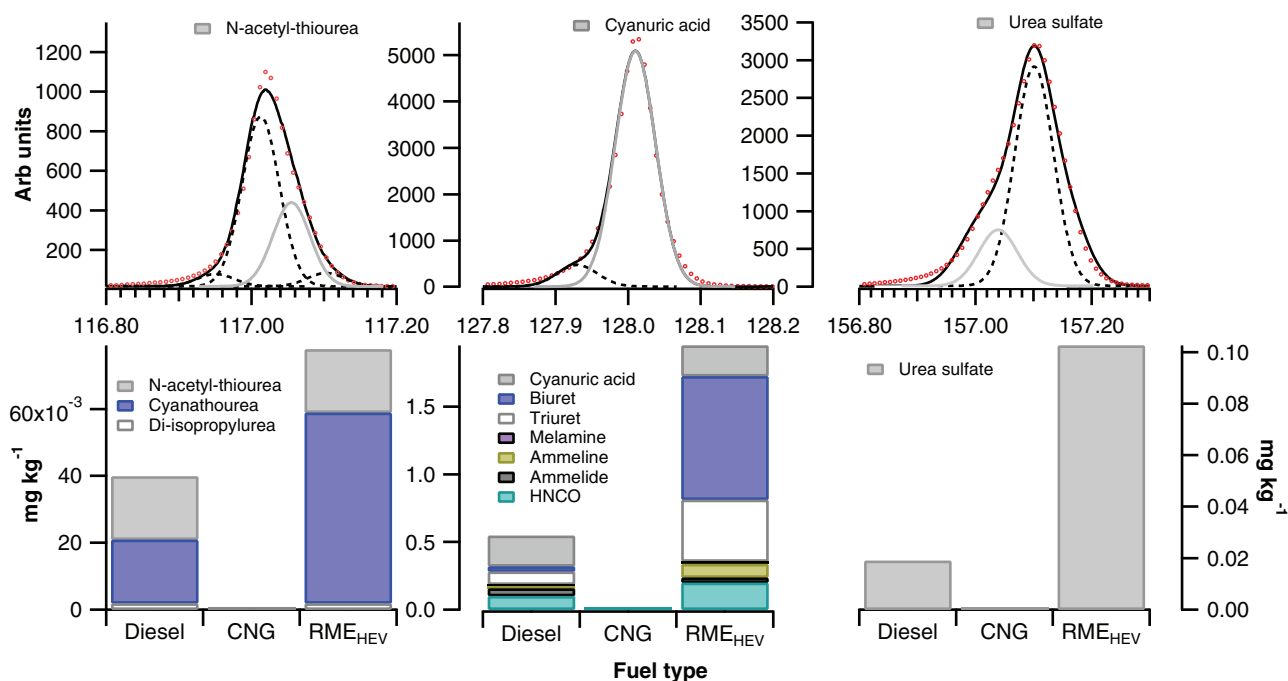 N-acetyl-thiourea
Cyanuric acid
Urea sulfate
Arb units
1200
1000
800
600
400
200
5000
4000
3000
2000
1000
0
3500
3000
2500
2000
1500
1000
500
0
116.80 117.00 117.20
127.8 127.9 128.0 128.1 128.2
156.80 157.00 157.20
N-acetyl-thiourea
Cyanathourea
Di-isopropylurea
mg kg⁻¹
60x10⁻³
40
20
0
Diesel CNG RME_HEV
Cyanuric acid
Biuret
Triuret
Melamine
Ammeline
Ammelide
HNCO
1.5
1.0
0.5
0.0
Diesel CNG RME_HEV
Urea sulfate
0.10
0.08
0.06
0.04
0.02
0.00
mg kg⁻¹
Diesel CNG RME_HEV
Fuel type